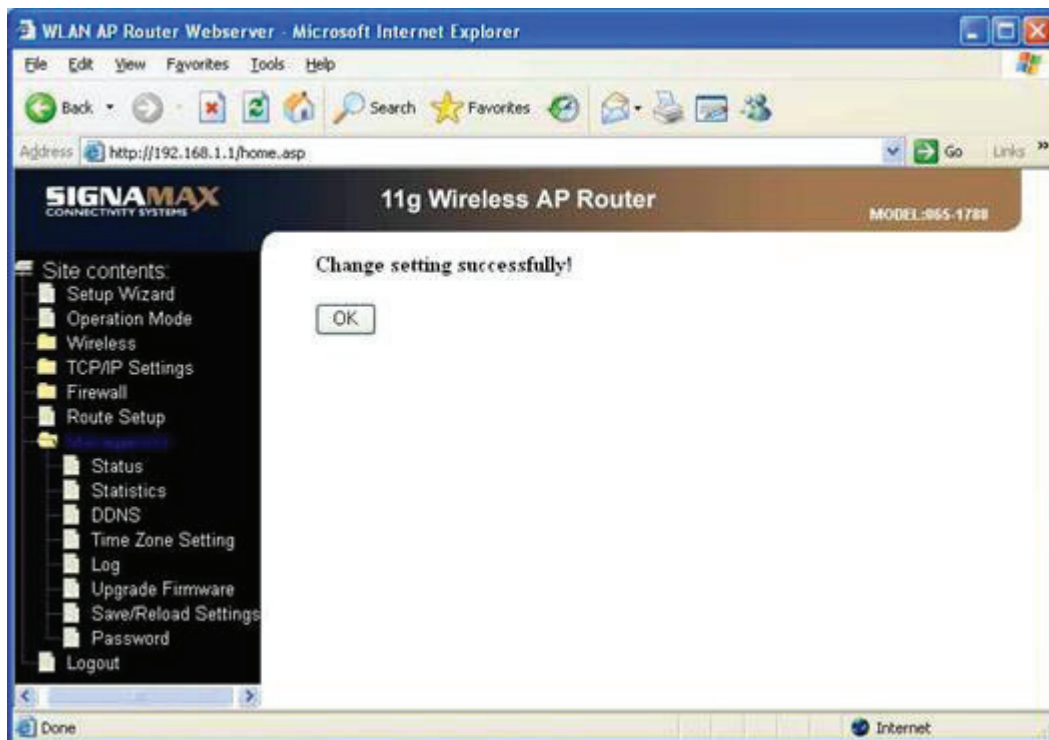 WLAN AP Router Webserver - Microsoft Internet Explorer
File Edit View Favorites Tools Help
Back Search Favorites
Address http://192.168.1.1/home.asp Go Links »
SIGNAMAX
CONNECTIVITY SYSTEMS
11g Wireless AP Router
MODEL:065-1788
Site contents:
Setup Wizard
Operation Mode
Wireless
TCP/IP Settings
Firewall
Route Setup
Management
Status
Statistics
DDNS
Time Zone Setting
Log
Upgrade Firmware
Save/Reload Settings
Password
Logout
Change setting successfully!
OK
Done Internet